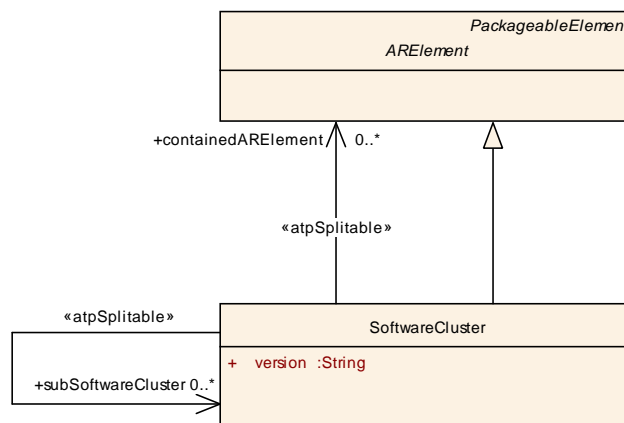 PackageableElemen
ARElement
+containedARElement 0..*
«atpSplitable»
«atpSplitable»
SoftwareCluster
+ version :String
+subSoftwareCluster 0..*